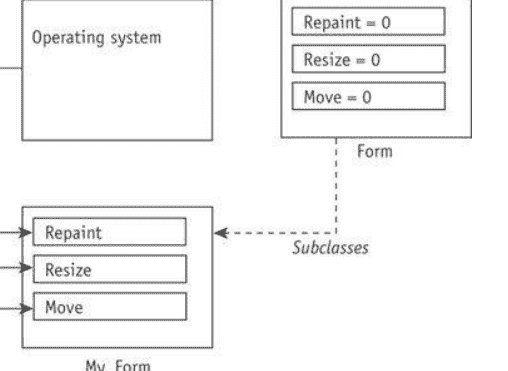 Operating system
Repaint = 0
Resize = 0
Move = 0
Form
Subclasses
Repaint
Resize
Move
My Form